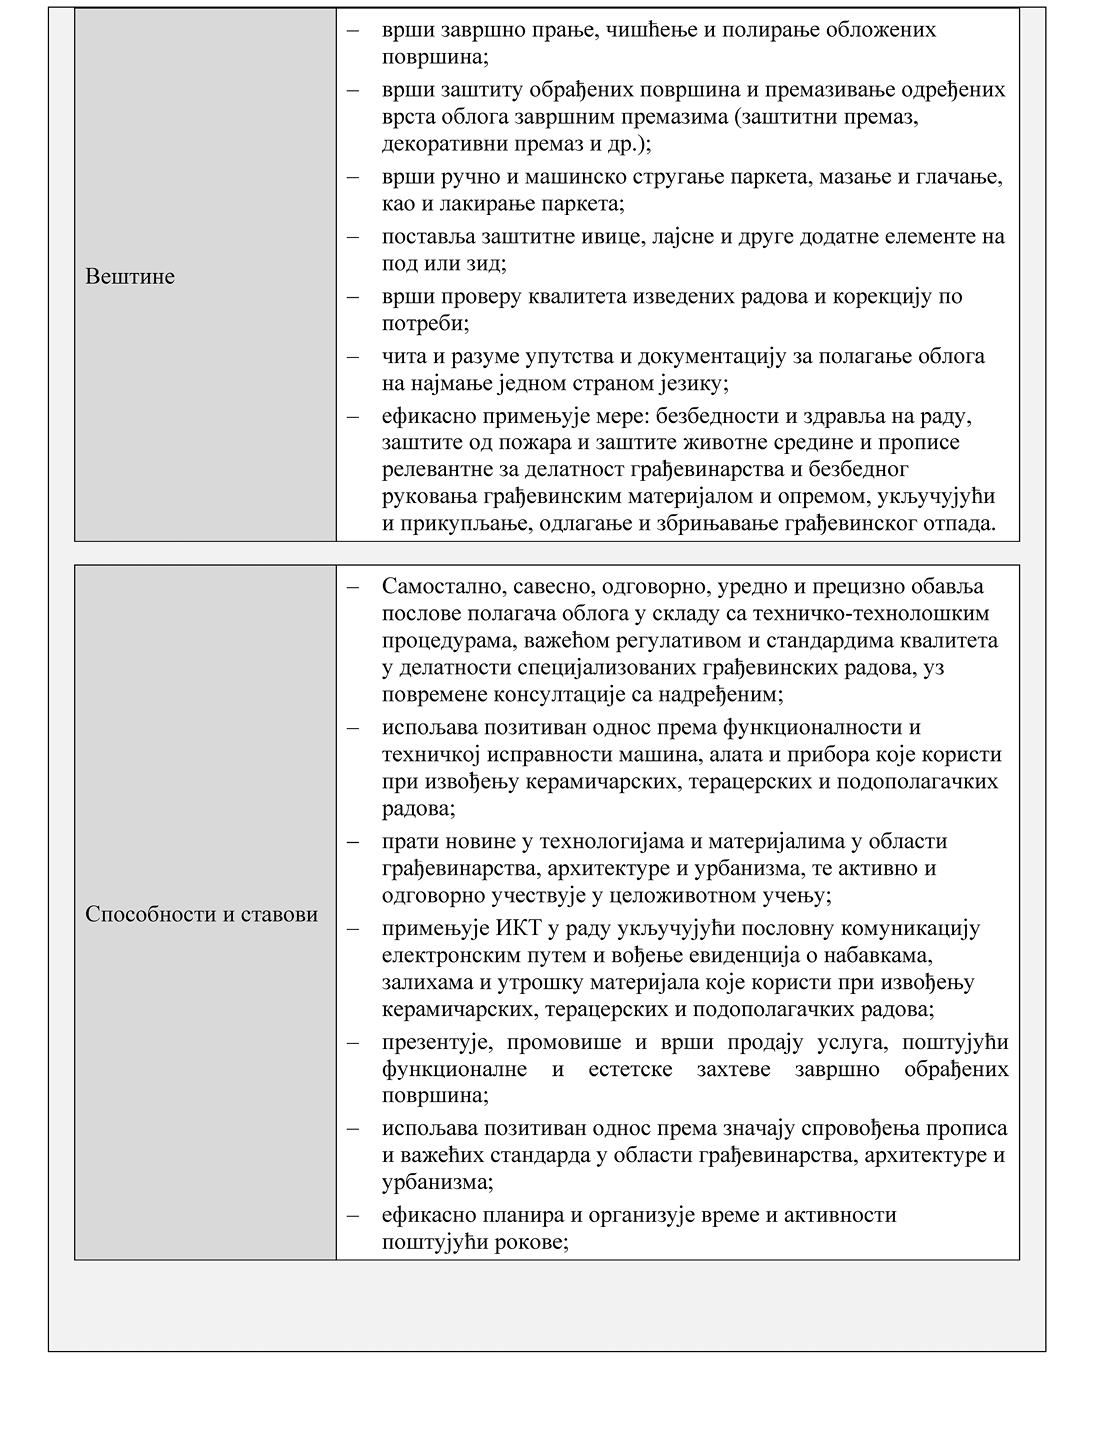 Вештине
– врши завршно прање, чишћење и полирање обложених
површина;
– врши заштиту обрађених површина и премазивање одређених
врста облога завршним премазима (заштитни премаз,
декоративни премаз и др.);
– врши ручно и машинско стругање паркета, мазање и глачање,
као и лакирање паркета;
– поставља заштитне ивице, лајсне и друге додатне елементе на
под или зид;
– врши проверу квалитета изведених радова и корекцију по
потреби;
– чита и разуме упутства и документацију за полагање облога
на најмање једном страном језику;
– ефикасно примењује мере: безбедности и здравља на раду,
заштите од пожара и заштите животне средине и прописе
релевантне за делатност грађевинарства и безбедног
руковања грађевинским материјалом и опремом, укључујући
и прикупљање, одлагање и збрињавање грађевинског отпада.
Способности и ставови
– Самостално, савесно, одговорно, уредно и прецизно обавља
послове полагача облога у складу са техничко-технолошким
процедурама, важећом регулативом и стандардима квалитета
у делатности специјализованих грађевинских радова, уз
повремене консултације са надређеним;
– испољава позитиван однос према функционалности и
техничкој исправности машина, алата и прибора које користи
при извођењу керамичарских, терацерских и подополагачких
радова;
– прати новине у технологијама и материјалима у области
грађевинарства, архитектуре и урбанизма, те активно и
одговорно учествује у целоживотном учењу;
– примењује ИКТ у раду укључујући пословну комуникацију
електронским путем и вођење евиденција о набавкама,
залихама и утрошку материјала које користи при извођењу
керамичарских, терацерских и подополагачких радова;
– презентује, промовише и врши продају услуга, поштујући
функционалне и естетске захтеве завршно обрађених
површина;
– испољава позитиван однос према значају спровођења прописа
и важећих стандарда у области грађевинарства, архитектуре и
урбанизма;
– ефикасно планира и организује време и активности
поштујући рокове;